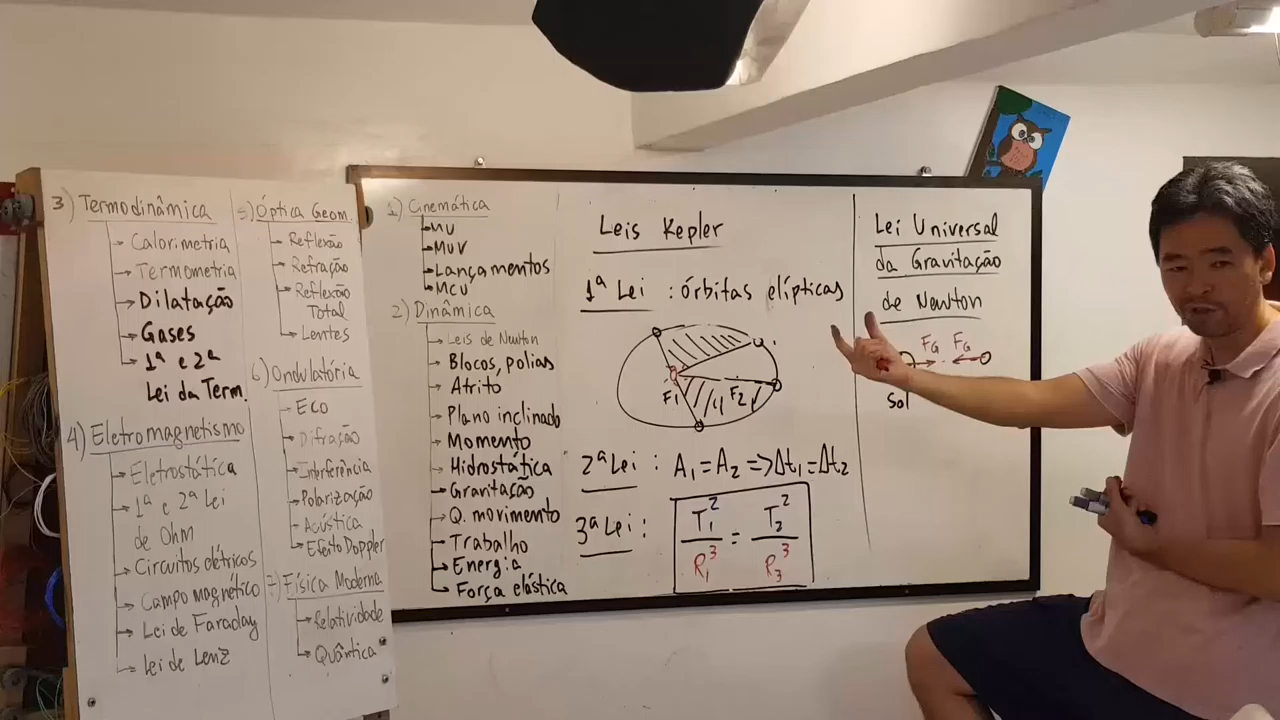 3) Termodinâmica
Calorimetria
Termometria
Dilatação
Gases
1ª e 2ª
Lei da Term.
4) Eletromagnetismo
Eletrostática
1ª e 2ª Lei
de Ohm
Circuitos elétricos
Campo magnético
Lei de Faraday
Lei de Lenz
5) Óptica Geom.
Reflexão
Refração
Reflexão
Total
Lentes
6) Ondulatória
Eco
Difração
Interferência
Polarização
Acústica
Efeito Doppler
7) Física Moderna
Relatividade
Quântica
1) Cinemática
MU
MUV
Lançamentos
MCU
2) Dinâmica
Leis de Newton
Blocos, polias
Atrito
Plano inclinado
Momento
Hidrostática
Gravitação
Q. movimento
Trabalho
Energia
Força elástica
Leis Kepler
1ª Lei : órbitas elípticas
F1 F2
2ª Lei : A1 = A2 => Δt1 = Δt2
3ª Lei : T1² / R1³ = T2² / R3³
Lei Universal
da Gravitação
de Newton
FG FG
Sol